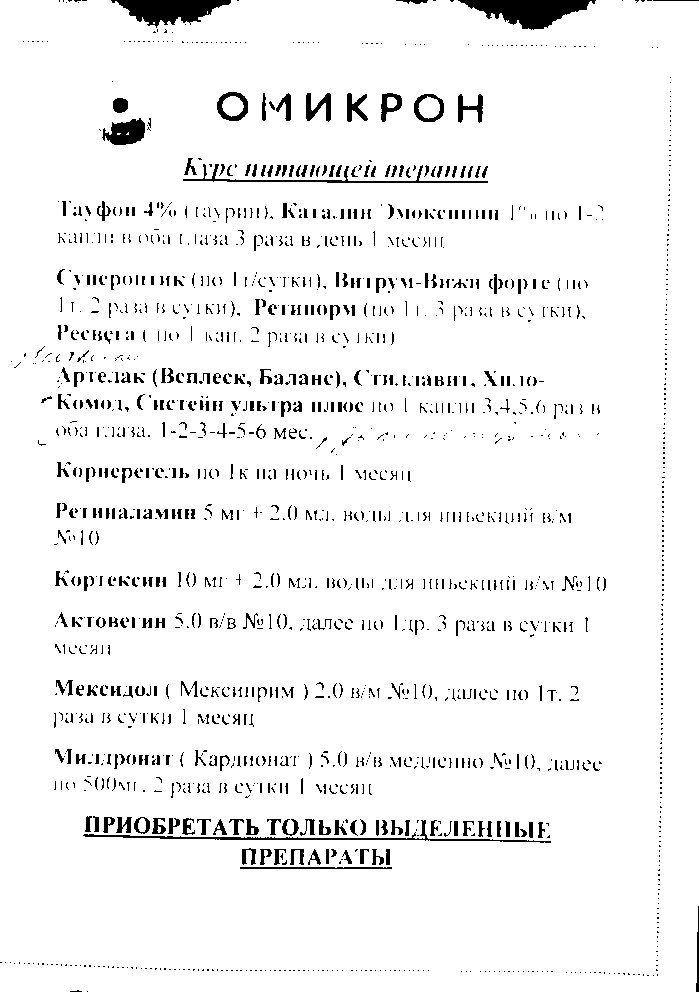 ОМИКРОН
Курс питающей терапии
Тауфон 4% (таурин), Каталин Эмоксипин 1% по 1-2
капли в оба глаза 3 раза в день 1 месяц
Супероптик (по 1т/сутки), Витрум-Вижн форте (по
1т. 2 раза в сутки), Ретинорм (по 1т. 3 раза в сутки),
Ресвега ( по 1 кап. 2 раза в сутки)
Артелак (Всплеск, Баланс), Стиллавит, Хило-
Комод, Систейн ультра плюс по 1 капли 3,4,5,6 раз в
оба глаза. 1-2-3-4-5-6 мес.
Корнерегель по 1к на ночь 1 месяц
Ретиналамин 5 мг + 2.0 мл. воды для инъекций в/м
№10
Кортексин 10 мг + 2.0 мл. воды для инъекций в/м №10
Актовегин 5.0 в/в №10, далее по 1др. 3 раза в сутки 1
месяц
Мексидол ( Мексиприм ) 2.0 в/м №10, далее по 1т. 2
раза в сутки 1 месяц
Милдронат ( Кардионат ) 5.0 в/в медленно №10, далее
по 500мг. 2 раза в сутки 1 месяц
ПРИОБРЕТАТЬ ТОЛЬКО ВЫДЕЛЕННЫЕ
ПРЕПАРАТЫ